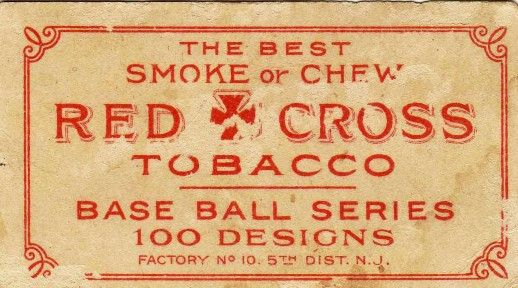 THE BEST
SMOKE or CHEW
RED CROSS
TOBACCO
BASE BALL SERIES
100 DESIGNS
FACTORY Nº 10. 5TH DIST. N.J.